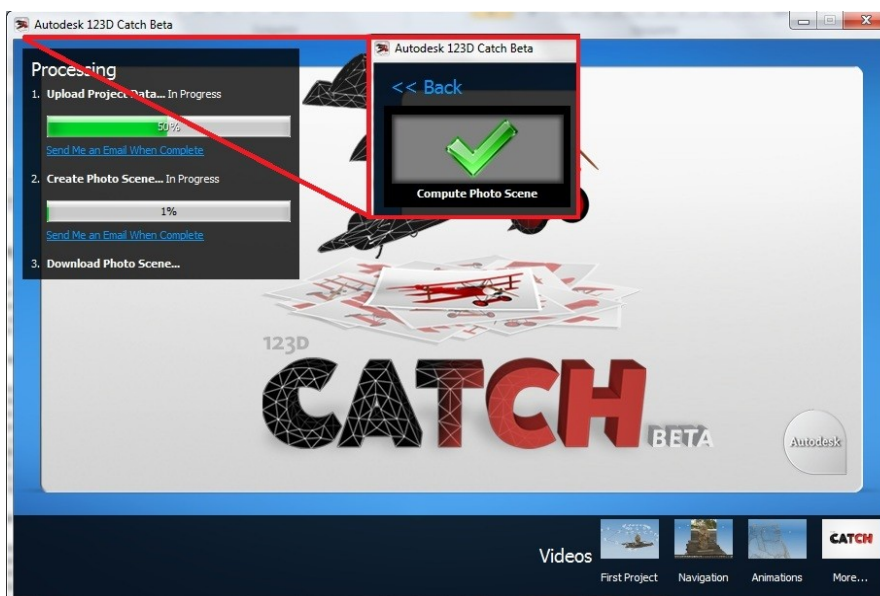 Autodesk 123D Catch Beta
Autodesk 123D Catch Beta
<< Back
Compute Photo Scene
Processing
1. Upload Project Data... In Progress
50%
Send Me an Email When Complete
2. Create Photo Scene... In Progress
1%
Send Me an Email When Complete
3. Download Photo Scene...
123D
CATCH BETA
Autodesk
Videos
CATCH
First Project Navigation Animations More...